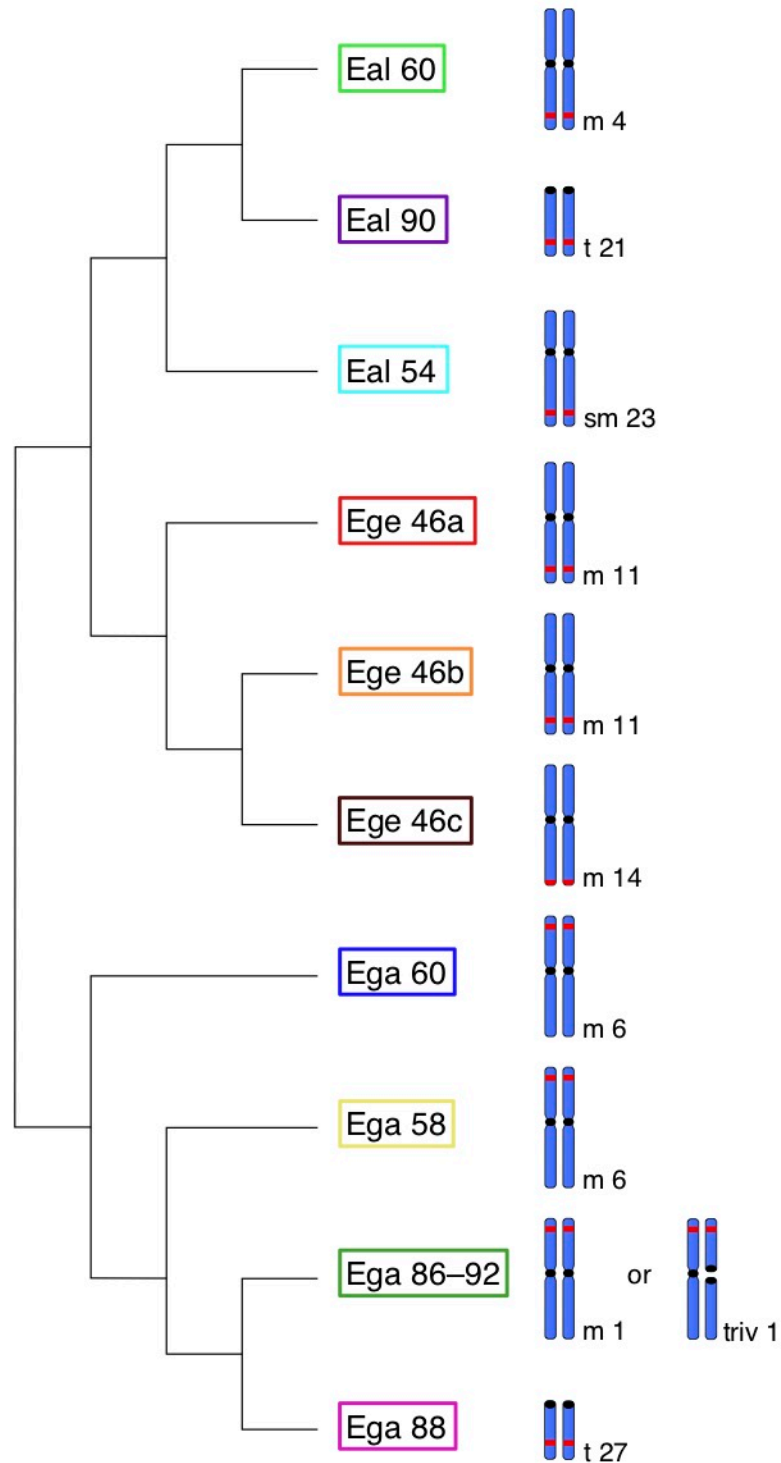 Eal 60
m 4
Eal 90
t 21
Eal 54
sm 23
Ege 46a
m 11
Ege 46b
m 11
Ege 46c
m 14
Ega 60
m 6
Ega 58
m 6
Ega 86–92
or
m 1
triv 1
Ega 88
t 27